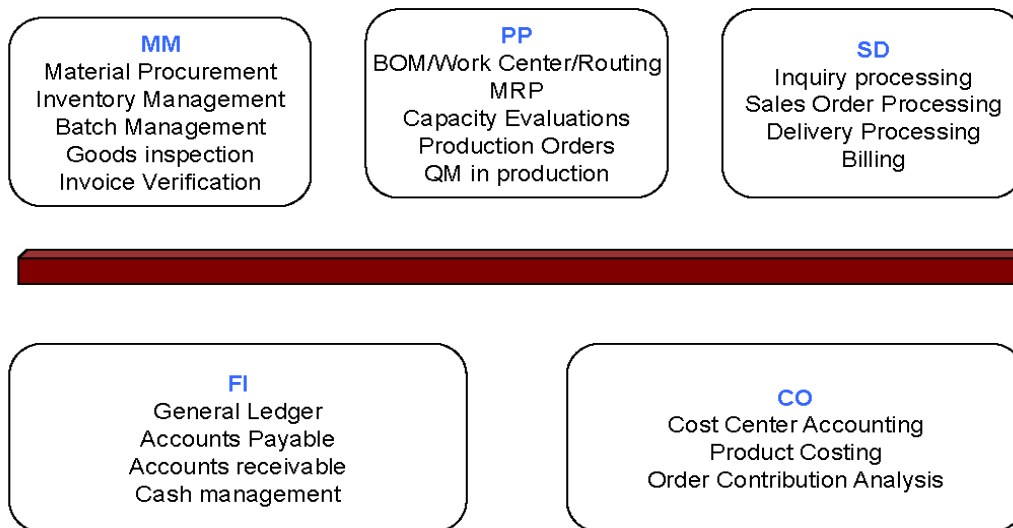 MM
Material Procurement
Inventory Management
Batch Management
Goods inspection
Invoice Verification
PP
BOM/Work Center/Routing
MRP
Capacity Evaluations
Production Orders
QM in production
SD
Inquiry processing
Sales Order Processing
Delivery Processing
Billing
FI
General Ledger
Accounts Payable
Accounts receivable
Cash management
CO
Cost Center Accounting
Product Costing
Order Contribution Analysis